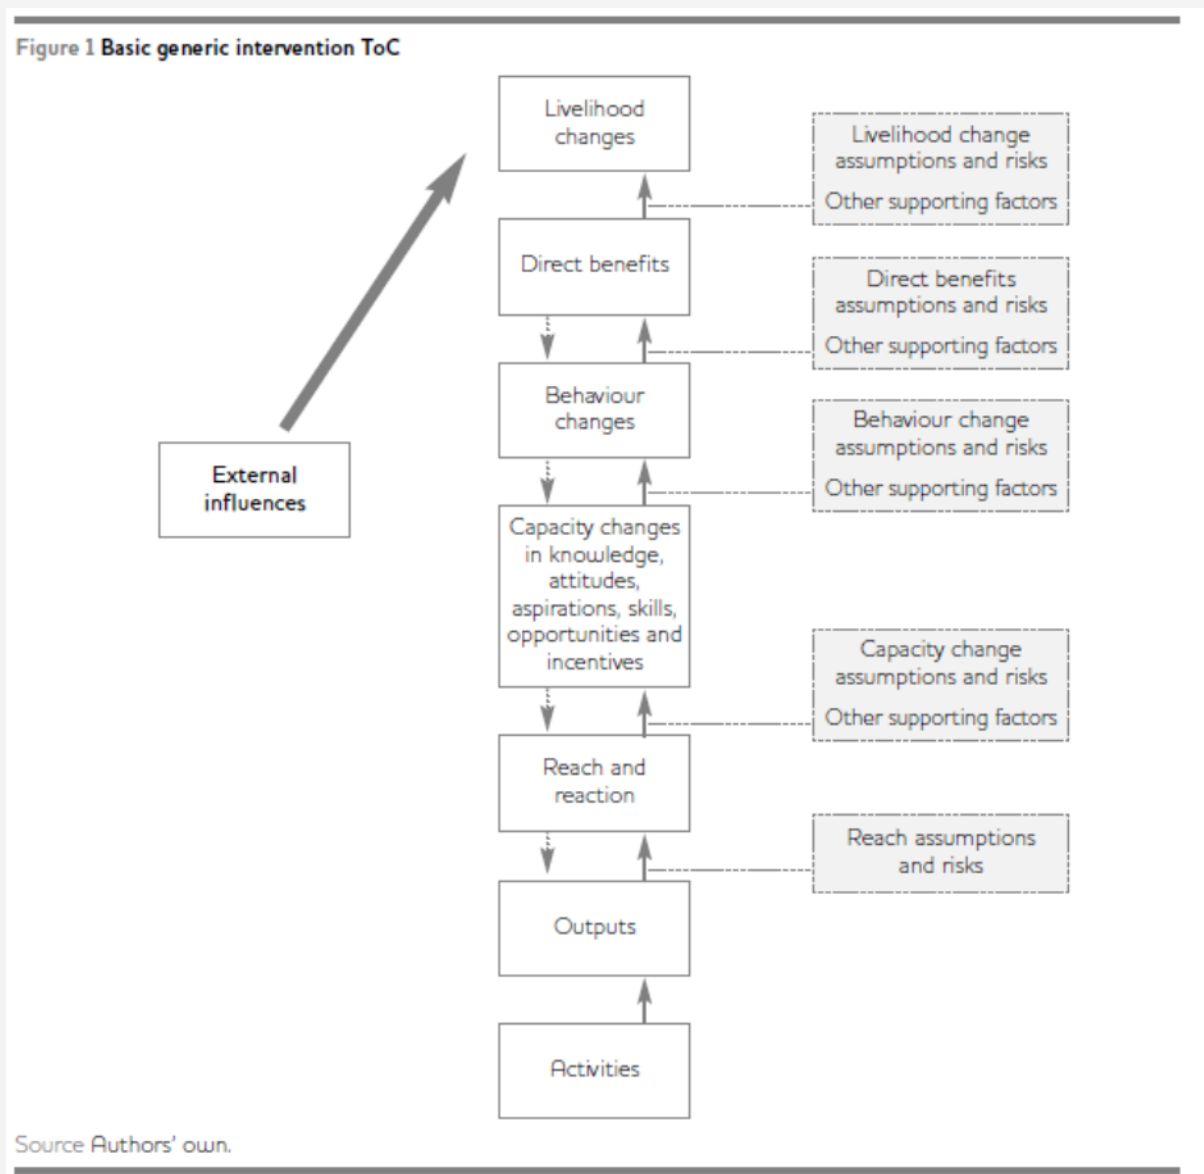 Figure 1 Basic generic intervention ToC
Livelihood
changes
Livelihood change
assumptions and risks
Other supporting factors
Direct benefits
Direct benefits
assumptions and risks
Other supporting factors
Behaviour
changes
Behaviour change
assumptions and risks
Other supporting factors
External
influences
Capacity changes
in knowledge,
attitudes,
aspirations, skills,
opportunities and
incentives
Capacity change
assumptions and risks
Other supporting factors
Reach and
reaction
Reach assumptions
and risks
Outputs
Activities
Source Authors' own.